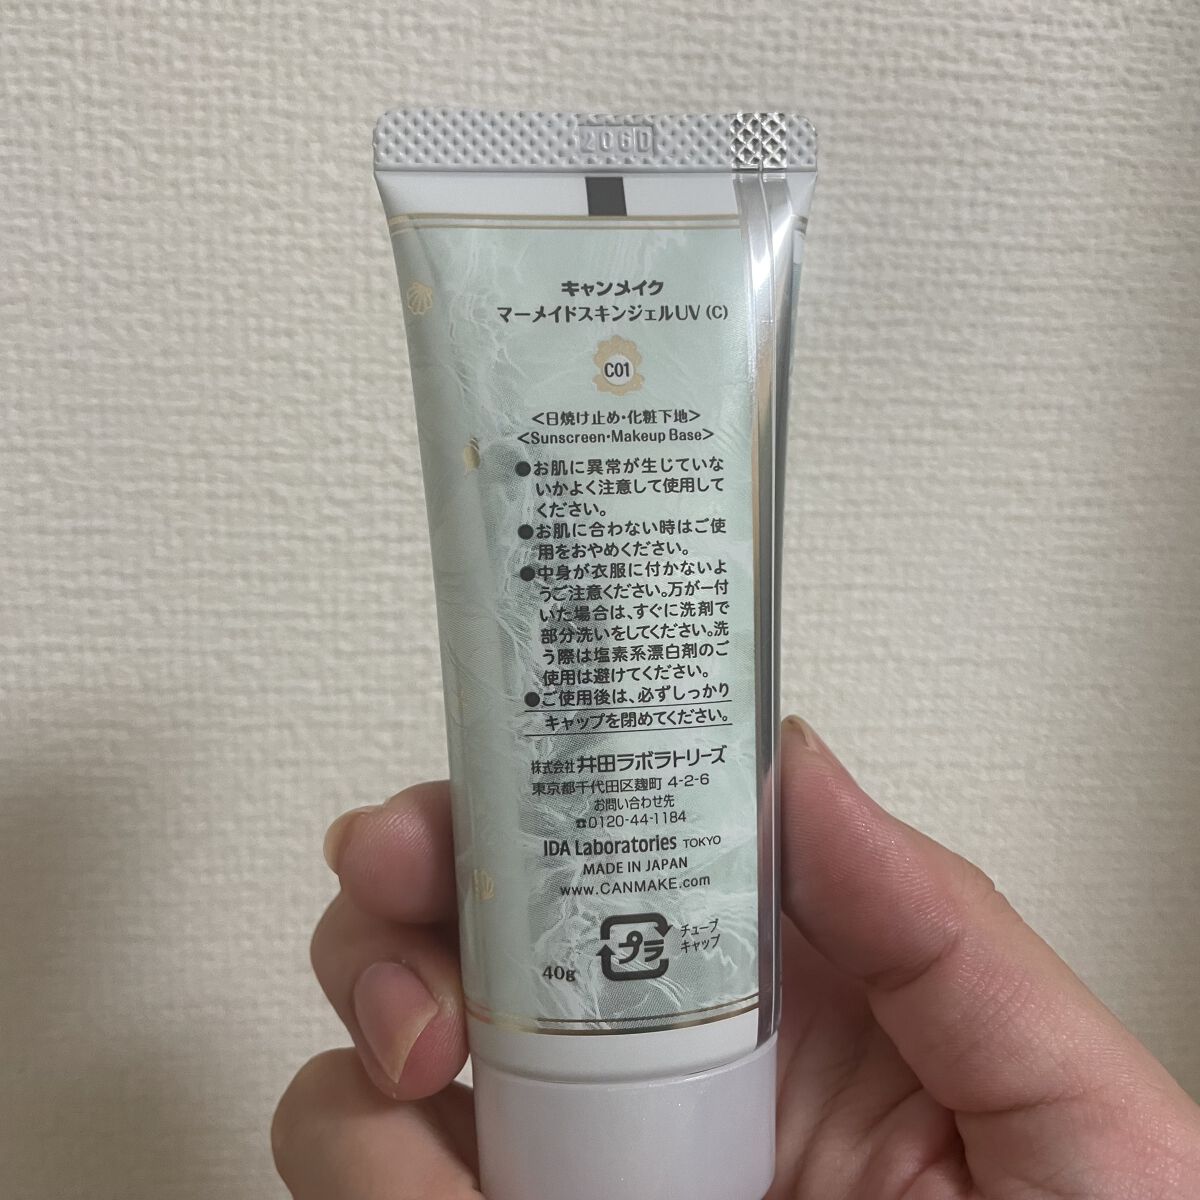 2060
キャンメイク
マーメイドスキンジェルUV (C)
C01
<日焼け止め・化粧下地>
<Sunscreen・Makeup Base>
●お肌に異常が生じていな
いかよく注意して使用して
ください。
●お肌に合わない時はご使
用をおやめください。
●中身が衣服に付かないよ
うご注意ください。万が一付
いた場合は、すぐに洗剤で
部分洗いをしてください。洗
う際は塩素系漂白剤のご
使用は避けてください。
●ご使用後は、必ずしっかり
キャップを閉めてください。
株式会社 井田ラボラトリーズ
東京都千代田区麹町 4-2-6
お問い合わせ先
☎0120-44-1184
IDA Laboratories TOKYO
MADE IN JAPAN
www.CANMAKE.com
プラ
チューブ
キャップ
40g